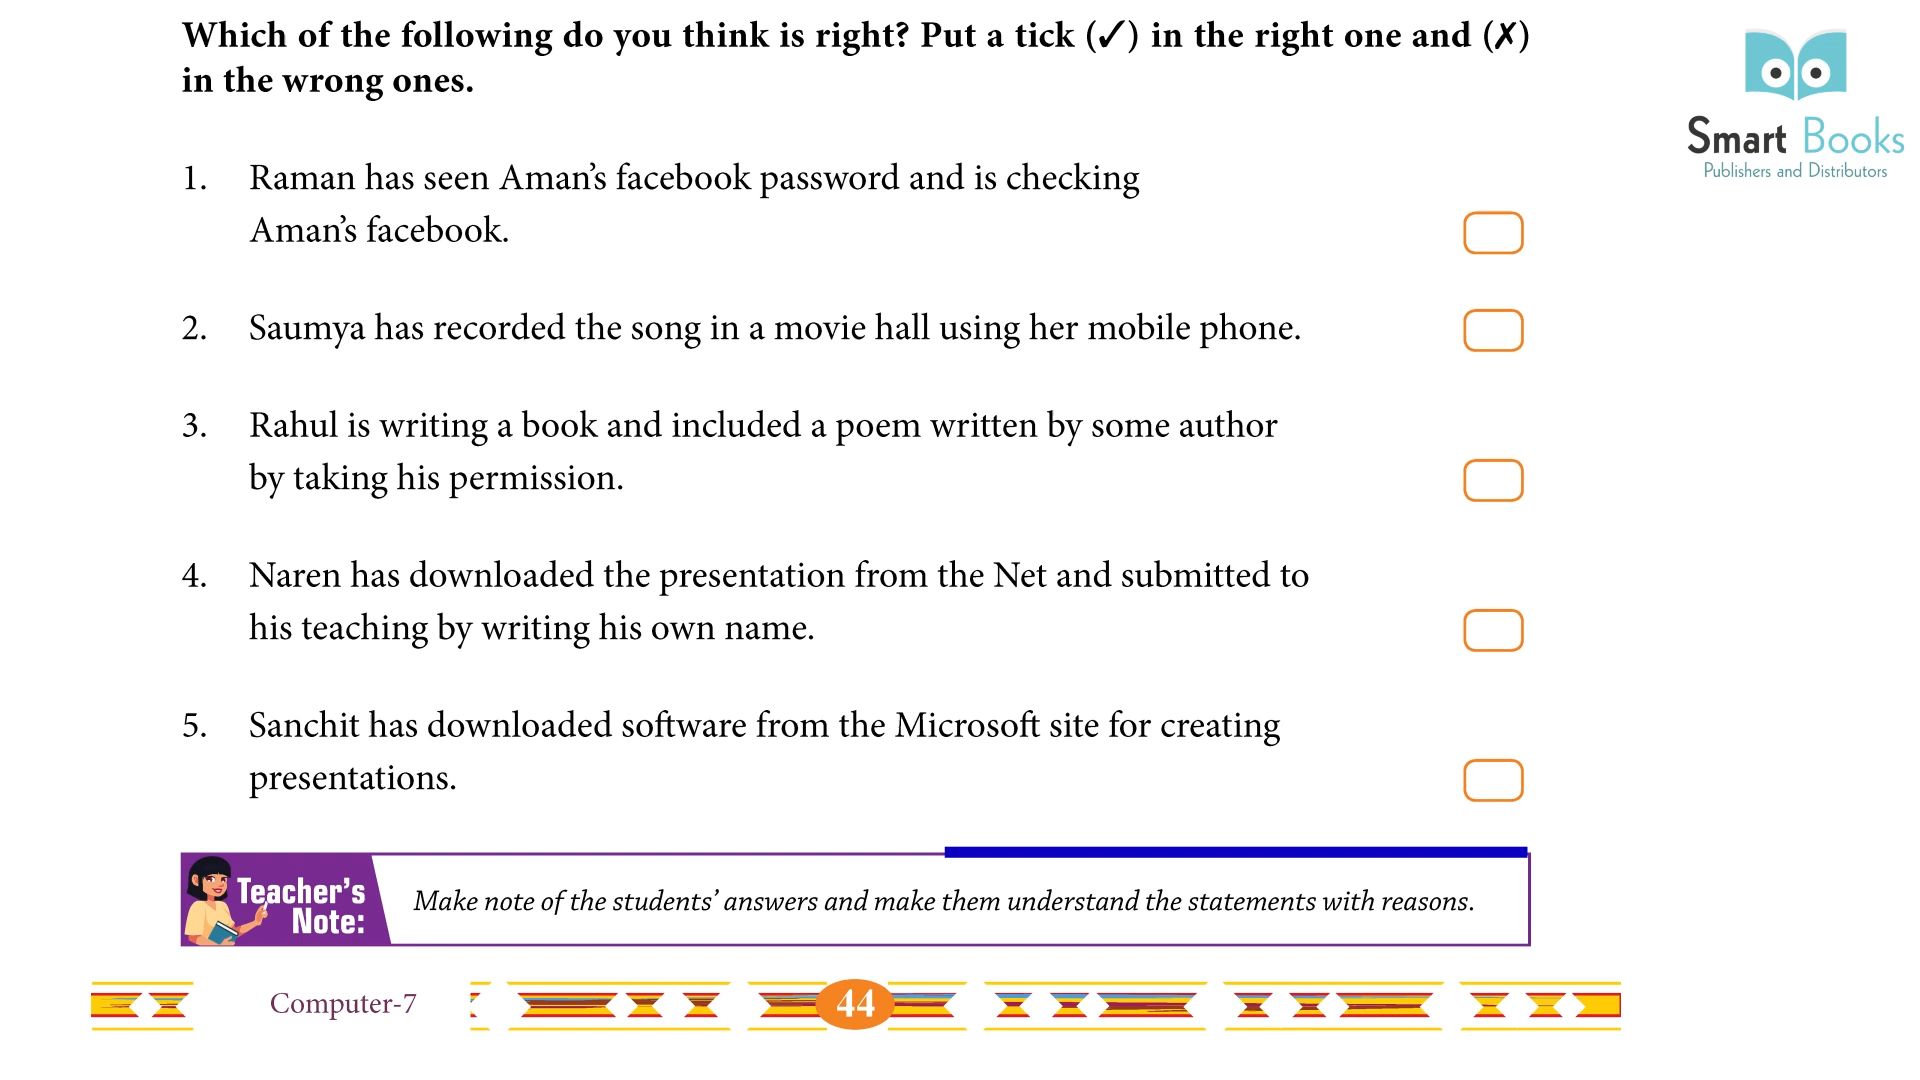 Which of the following do you think is right? Put a tick (✓) in the right one and (✗)
in the wrong ones.
Smart Books
Publishers and Distributors
1. Raman has seen Aman's facebook password and is checking
Aman's facebook.
2. Saumya has recorded the song in a movie hall using her mobile phone.
3. Rahul is writing a book and included a poem written by some author
by taking his permission.
4. Naren has downloaded the presentation from the Net and submitted to
his teaching by writing his own name.
5. Sanchit has downloaded software from the Microsoft site for creating
presentations.
Teacher's
Note:
Make note of the students' answers and make them understand the statements with reasons.
Computer-7
44